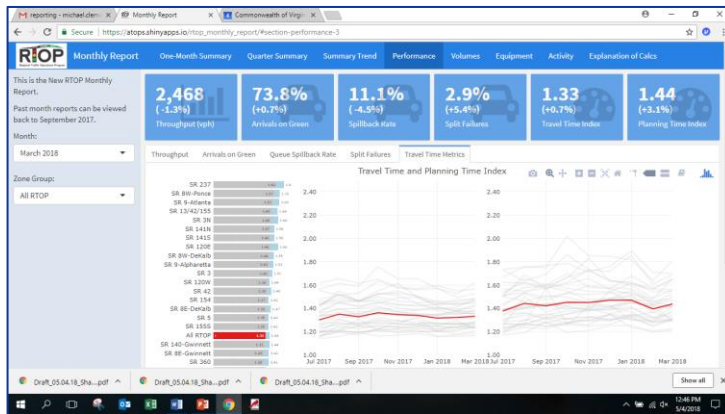 reporting - michael.clem
Monthly Report
Commonwealth of Virgin
Secure https://atops.shinyapps.io/rtop_monthly_report/#section-performance-3
RTOP
Monthly Report
One-Month Summary
Quarter Summary
Summary Trend
Performance
Volumes
Equipment
Activity
Explanation of Calcs
This is the New RTOP Monthly
Report.
Past month reports can be viewed
back to September 2017.
Month:
March 2018
Zone Group:
All RTOP
2,468
(-1.3%)
Throughput (vph)
73.8%
(+0.7%)
Arrivals on Green
11.1%
(-4.5%)
Spillback Rate
2.9%
(+5.4%)
Split Failures
1.33
(+0.7%)
Travel Time Index
1.44
(+3.1%)
Planning Time Index
Throughput
Arrivals on Green
Queue Spillback Rate
Split Failures
Travel Time Metrics
Travel Time and Planning Time Index
SR 237
SR 8W-Ponce
SR 9-Atlanta
SR 13/42/155
SR 3N
SR 141N
SR 141S
SR 120E
SR 8W-DeKalb
SR 9-Alpharetta
SR 3
SR 120W
SR 42
SR 154
SR 8E-DeKalb
SR 5
SR 155S
All RTOP
SR 140-Gwinnett
SR 8E-Gwinnett
SR 360
2.40
2.20
2.00
1.80
1.60
1.40
1.20
1.00
Jul 2017
Sep 2017
Nov 2017
Jan 2018
Mar 2018
2.40
2.20
2.00
1.80
1.60
1.40
1.20
1.00
Jul 2017
Sep 2017
Nov 2017
Jan 2018
Mar 2018
Draft_05.04.18_Sha....pdf
Draft_05.04.18_Sha....pdf
Draft_05.04.18_Sha....pdf
Show all
12:46 PM
5/4/2018